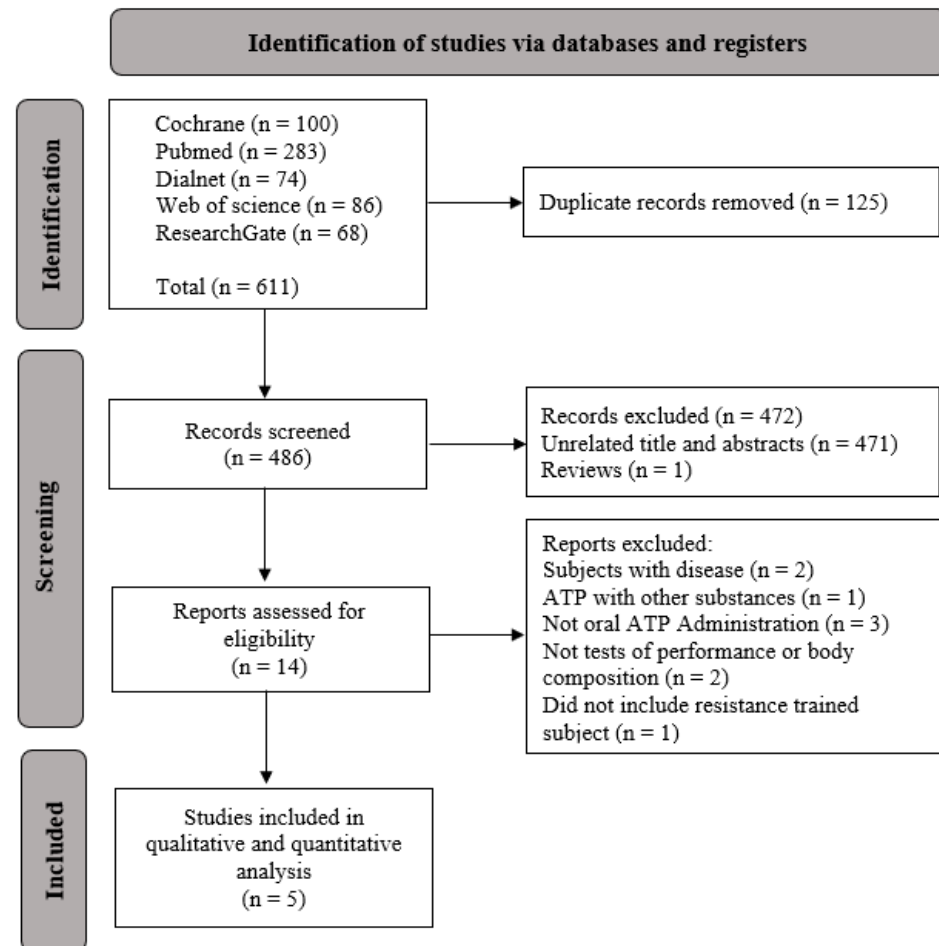 Identification of studies via databases and registers
Identification
Cochrane (n = 100)
Pubmed (n = 283)
Dialnet (n = 74)
Web of science (n = 86)
ResearchGate (n = 68)
Total (n = 611)
Duplicate records removed (n = 125)
Screening
Records screened
(n = 486)
Records excluded (n = 472)
Unrelated title and abstracts (n = 471)
Reviews (n = 1)
Reports assessed for
eligibility
(n = 14)
Reports excluded:
Subjects with disease (n = 2)
ATP with other substances (n = 1)
Not oral ATP Administration (n = 3)
Not tests of performance or body
composition (n = 2)
Did not include resistance trained
subject (n = 1)
Included
Studies included in
qualitative and quantitative
analysis
(n = 5)